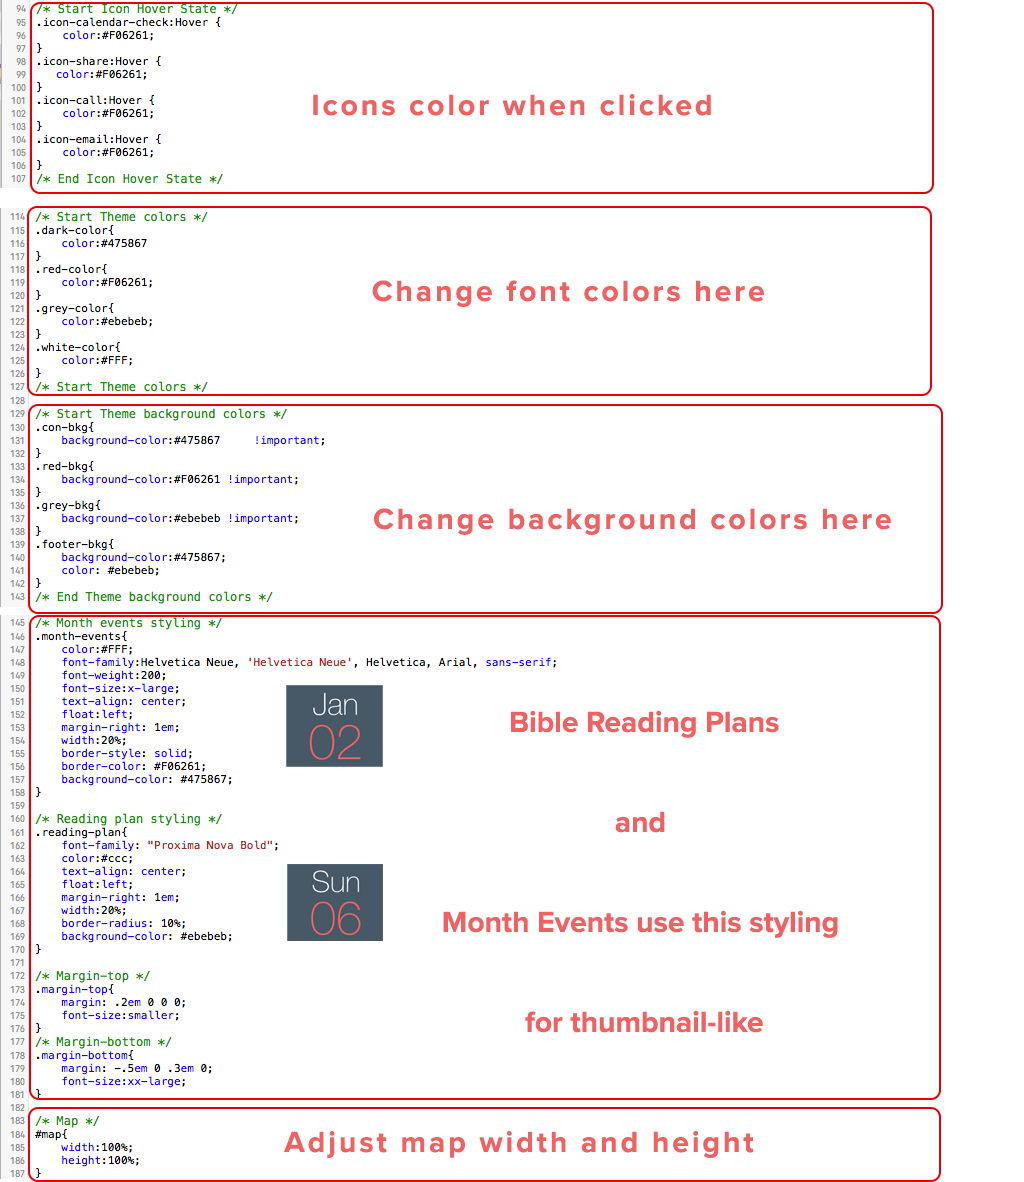 94 /* Start Icon Hover State */
95 .icon-calendar-check:Hover {
96 color:#F06261;
97 }
98 .icon-share:Hover {
99 color:#F06261;
100 }
101 .icon-call:Hover {
102 color:#F06261;
103 }
104 .icon-email:Hover {
105 color:#F06261;
106 }
107 /* End Icon Hover State */
Icons color when clicked
114 /* Start Theme colors */
115 .dark-color{
116 color:#475867
117 }
118 .red-color{
119 color:#F06261;
120 }
121 .grey-color{
122 color:#ebebeb;
123 }
124 .white-color{
125 color:#FFF;
126 }
127 /* Start Theme colors */
Change font colors here
128
129 /* Start Theme background colors */
130 .con-bkg{
131 background-color:#475867 !important;
132 }
133 .red-bkg{
134 background-color:#F06261 !important;
135 }
136 .grey-bkg{
137 background-color:#ebebeb !important;
138 }
139 .footer-bkg{
140 background-color:#475867;
141 color: #ebebeb;
142 }
143 /* End Theme background colors */
Change background colors here
145 /* Month events styling */
146 .month-events{
147 color:#FFF;
148 font-family:Helvetica Neue, 'Helvetica Neue', Helvetica, Arial, sans-serif;
149 font-weight:200;
150 font-size:x-large;
151 text-align: center;
152 float:left;
153 margin-right: 1em;
154 width:20%;
155 border-style: solid;
156 border-color: #F06261;
157 background-color: #475867;
158 }
159
160 /* Reading plan styling */
161 .reading-plan{
162 font-family: "Proxima Nova Bold";
163 color:#ccc;
164 text-align: center;
165 float:left;
166 margin-right: 1em;
167 width:20%;
168 border-radius: 10%;
169 background-color: #ebebeb;
170 }
171
172 /* Margin-top */
173 .margin-top{
174 margin: .2em 0 0 0;
175 font-size:smaller;
176 }
177 /* Margin-bottom */
178 .margin-bottom{
179 margin: -.5em 0 .3em 0;
180 font-size:xx-large;
181 }
Jan
02
Sun
06
Bible Reading Plans
and
Month Events use this styling
for thumbnail-like
182
183 /* Map */
184 #map{
185 width:100%;
186 height:100%;
187 }
Adjust map width and height